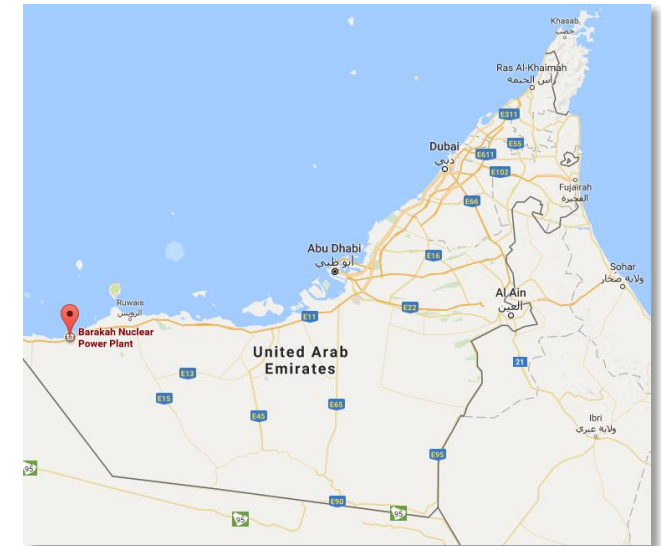 Khasab
خصب
Ras Al-Khaimah
رأس الخيمة
E311
Dubai
دبي
E611
E55
E102
Fujairah
الفجيرة
E66
Abu Dhabi
أبو ظبي
E16
Sohar
ولاية صحار
Al Ain
العين
Ruwais
الرويس
E11
E22
Barakah Nuclear
Power Plant
United Arab
Emirates
21
E13
E15
E65
E45
Ibri
ولاية عبري
E95
95
E90
95
95